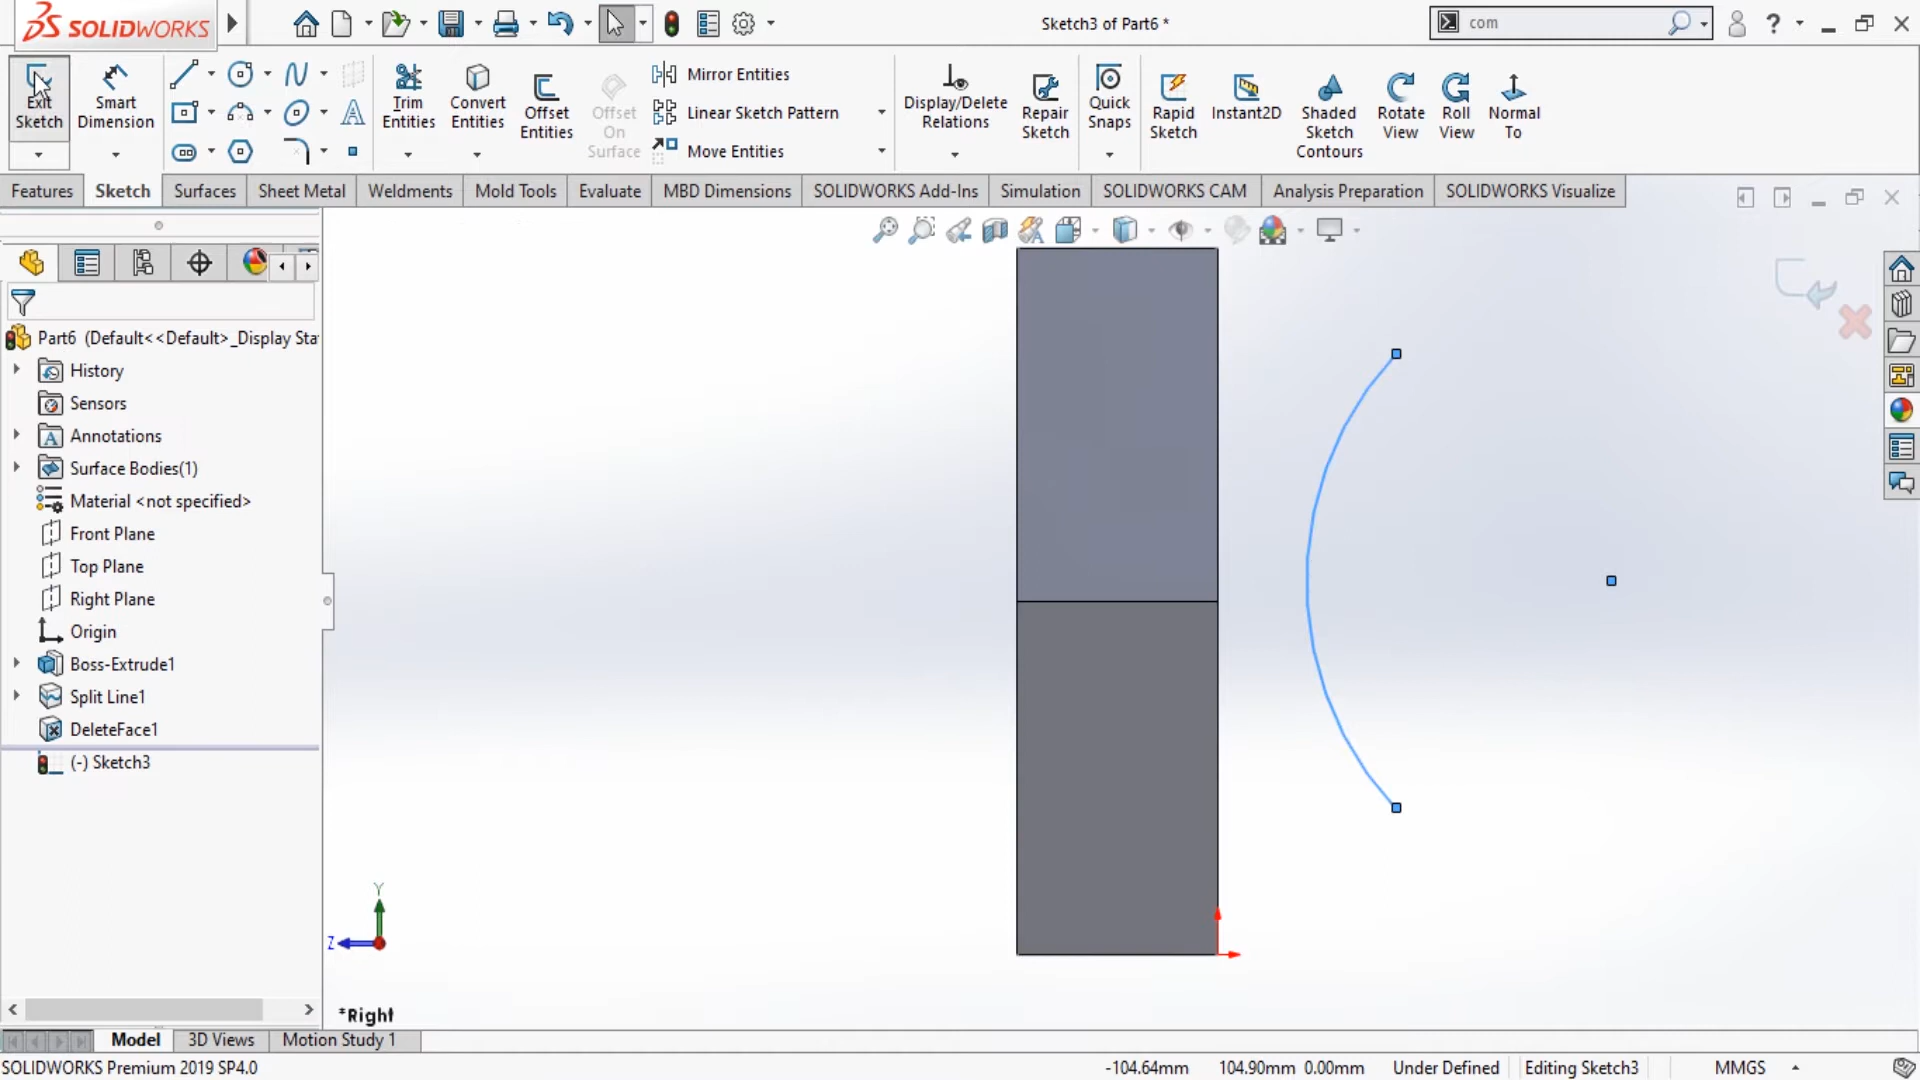 SOLIDWORKS
Sketch3 of Part6 *
com
Exit Sketch
Smart Dimension
Trim Entities
Convert Entities
Offset Entities
Offset On Surface
Mirror Entities
Linear Sketch Pattern
Move Entities
Display/Delete Relations
Repair Sketch
Quick Snaps
Rapid Sketch
Instant2D
Shaded Sketch Contours
Rotate View
Roll View
Normal To
Features
Sketch
Surfaces
Sheet Metal
Weldments
Mold Tools
Evaluate
MBD Dimensions
SOLIDWORKS Add-Ins
Simulation
SOLIDWORKS CAM
Analysis Preparation
SOLIDWORKS Visualize
Part6 (Default<<Default>_Display Sta
History
Sensors
Annotations
Surface Bodies(1)
Material <not specified>
Front Plane
Top Plane
Right Plane
Origin
Boss-Extrude1
Split Line1
DeleteFace1
(-) Sketch3
Y
Z
*Right
Model
3D Views
Motion Study 1
SOLIDWORKS Premium 2019 SP4.0
-104.64mm
104.90mm 0.00mm
Under Defined
Editing Sketch3
MMGS